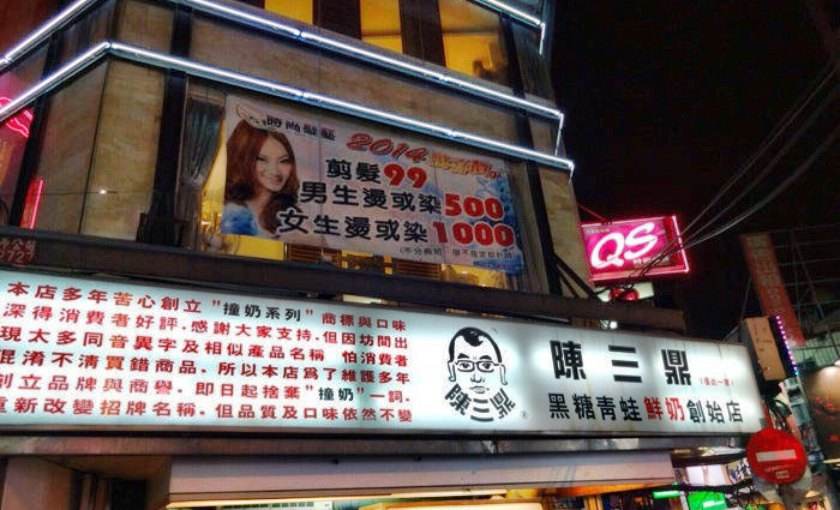 時尚髮藝
2014
剪髮99
男生燙或染500
女生燙或染1000
QS
本店多年苦心創立"撞奶系列"商標與口味
深得消費者好評.感謝大家支持.但因坊間出
現太多同音異字及相似產品名稱 怕消費者
混淆不清買錯商品.所以本店為了維護多年
創立品牌與商譽.即日起捨棄"撞奶"一詞.
重新改變招牌名稱.但品質及口味依然不變
陳三鼎
®
陳三鼎
黑糖青蛙鮮奶創始店